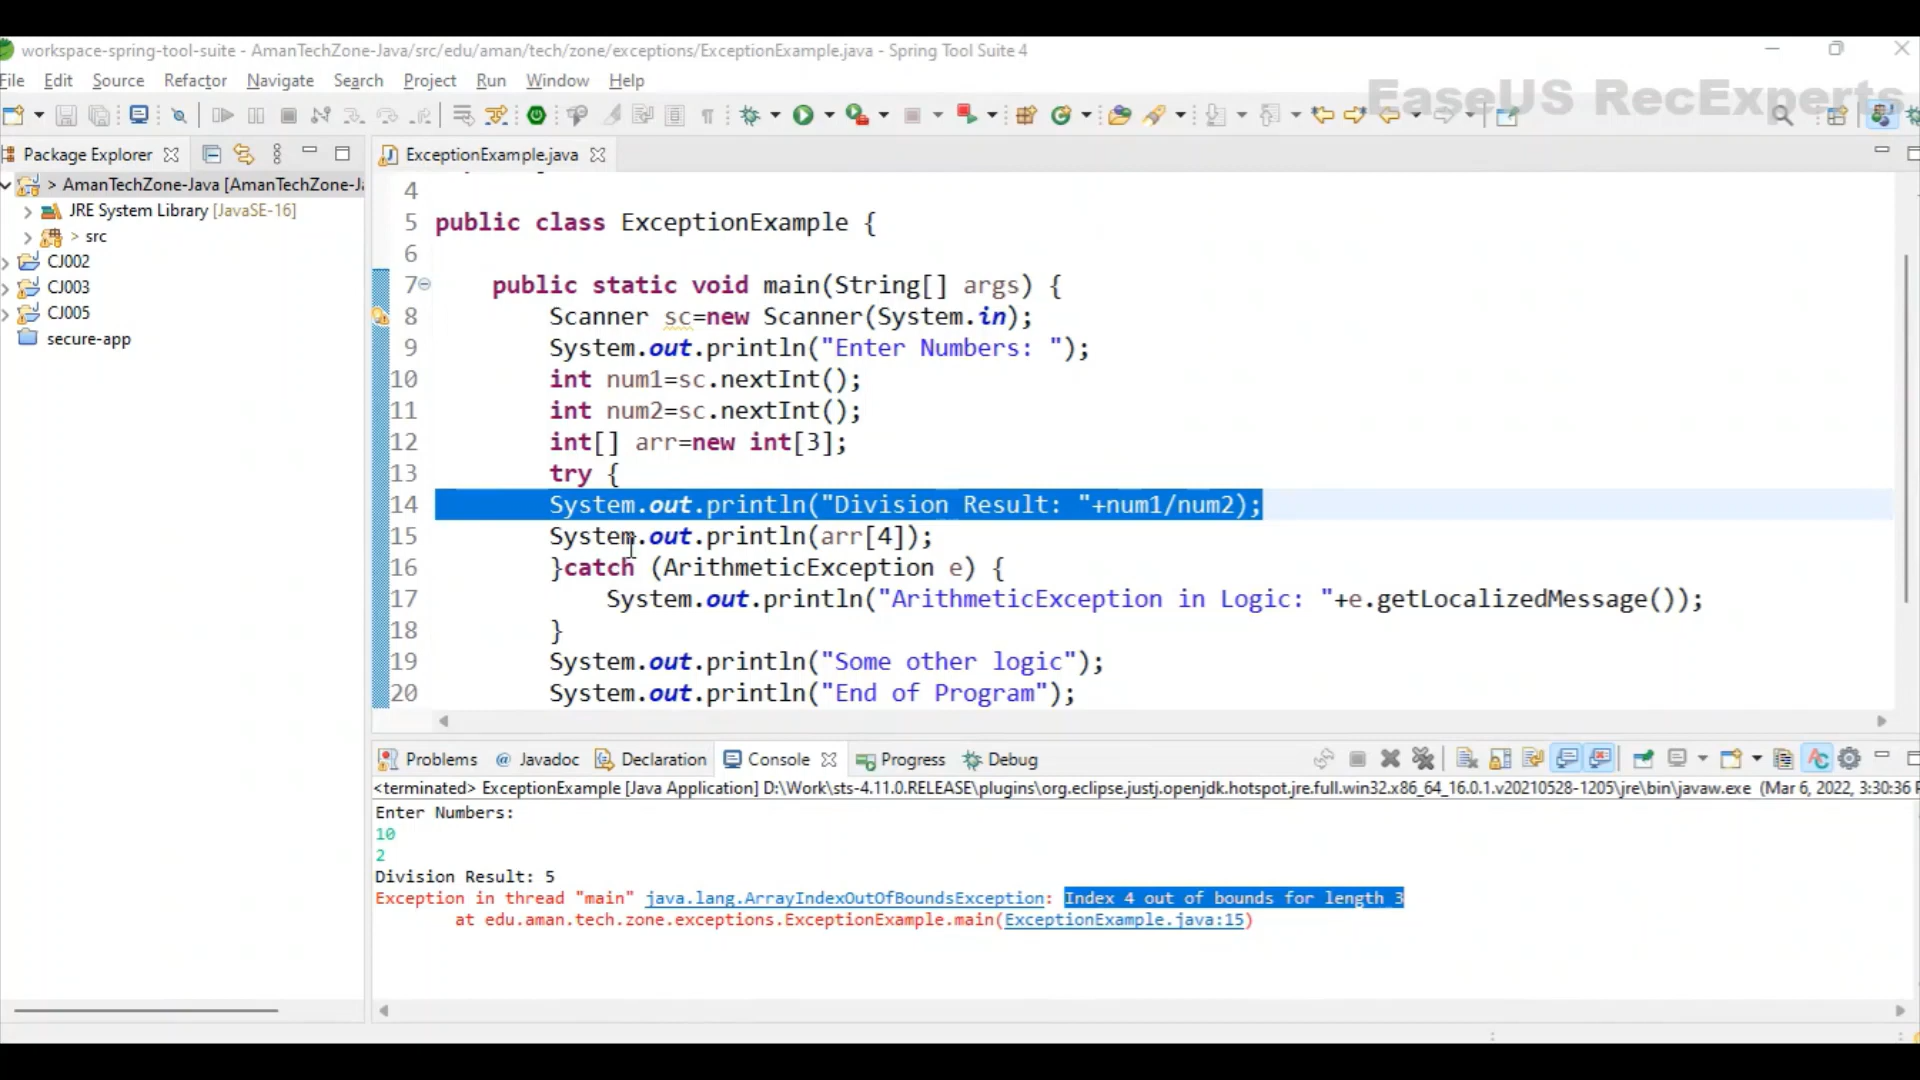 workspace-spring-tool-suite - AmanTechZone-Java/src/edu/aman/tech/zone/exceptions/ExceptionExample.java - Spring Tool Suite 4
File Edit Source Refactor Navigate Search Project Run Window Help
EaseUS RecExperts
Package Explorer
ExceptionExample.java
> AmanTechZone-Java [AmanTechZone-J
JRE System Library [JavaSE-16]
> src
CJ002
CJ003
CJ005
secure-app
4
5 public class ExceptionExample {
6
7 public static void main(String[] args) {
8 Scanner sc=new Scanner(System.in);
9 System.out.println("Enter Numbers: ");
10 int num1=sc.nextInt();
11 int num2=sc.nextInt();
12 int[] arr=new int[3];
13 try {
14 System.out.println("Division Result: "+num1/num2);
15 System.out.println(arr[4]);
16 }catch (ArithmeticException e) {
17 System.out.println("ArithmeticException in Logic: "+e.getLocalizedMessage());
18 }
19 System.out.println("Some other logic");
20 System.out.println("End of Program");
Problems @ Javadoc Declaration Console Progress Debug
<terminated> ExceptionExample [Java Application] D:\Work\sts-4.11.0.RELEASE\plugins\org.eclipse.justj.openjdk.hotspot.jre.full.win32.x86_64_16.0.1.v20210528-1205\jre\bin\javaw.exe (Mar 6, 2022, 3:30:36 P
Enter Numbers:
10
2
Division Result: 5
Exception in thread "main" java.lang.ArrayIndexOutOfBoundsException: Index 4 out of bounds for length 3
at edu.aman.tech.zone.exceptions.ExceptionExample.main(ExceptionExample.java:15)